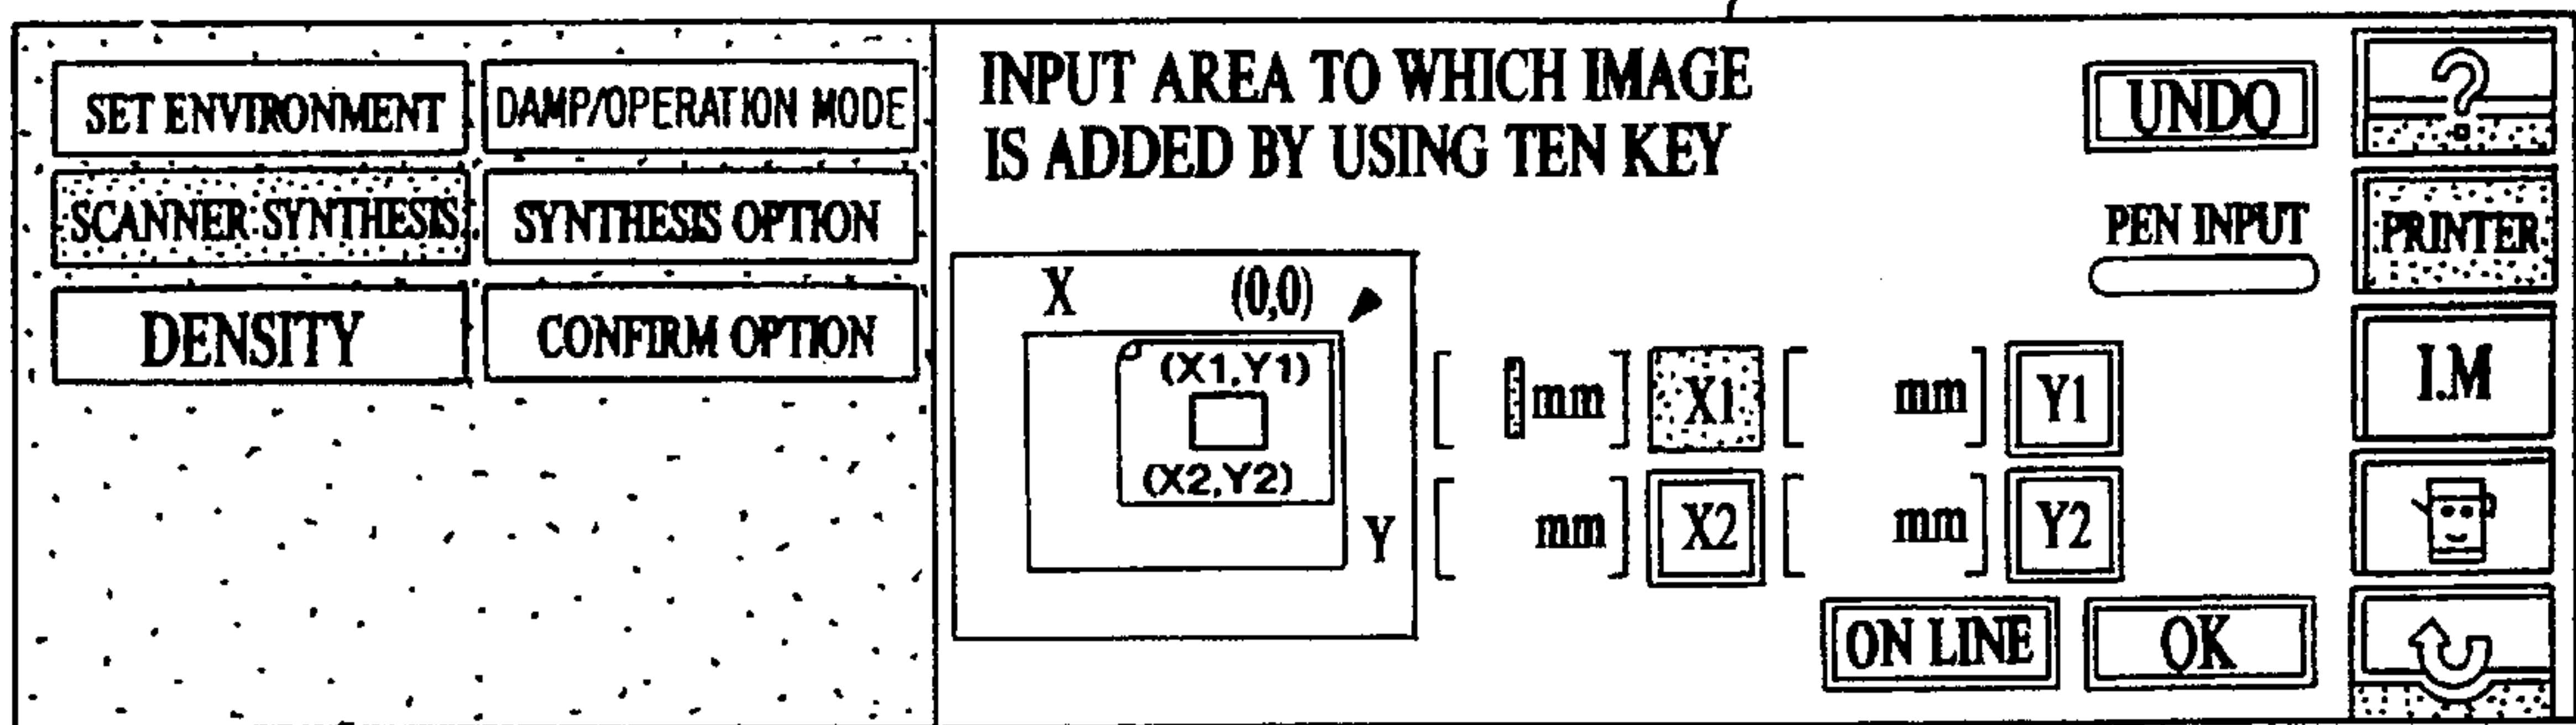 SET ENVIRONMENT
DAMP/OPERATION MODE
SCANNER SYNTHESIS
SYNTHESIS OPTION
DENSITY
CONFIRM OPTION
INPUT AREA TO WHICH IMAGE
IS ADDED BY USING TEN KEY
UNDO
PEN INPUT
X (0,0)
(X1,Y1)
(X2,Y2)
Y
[ mm] X1 [ mm] Y1
[ mm] X2 [ mm] Y2
ON LINE
OK
?
PRINTER
I.M